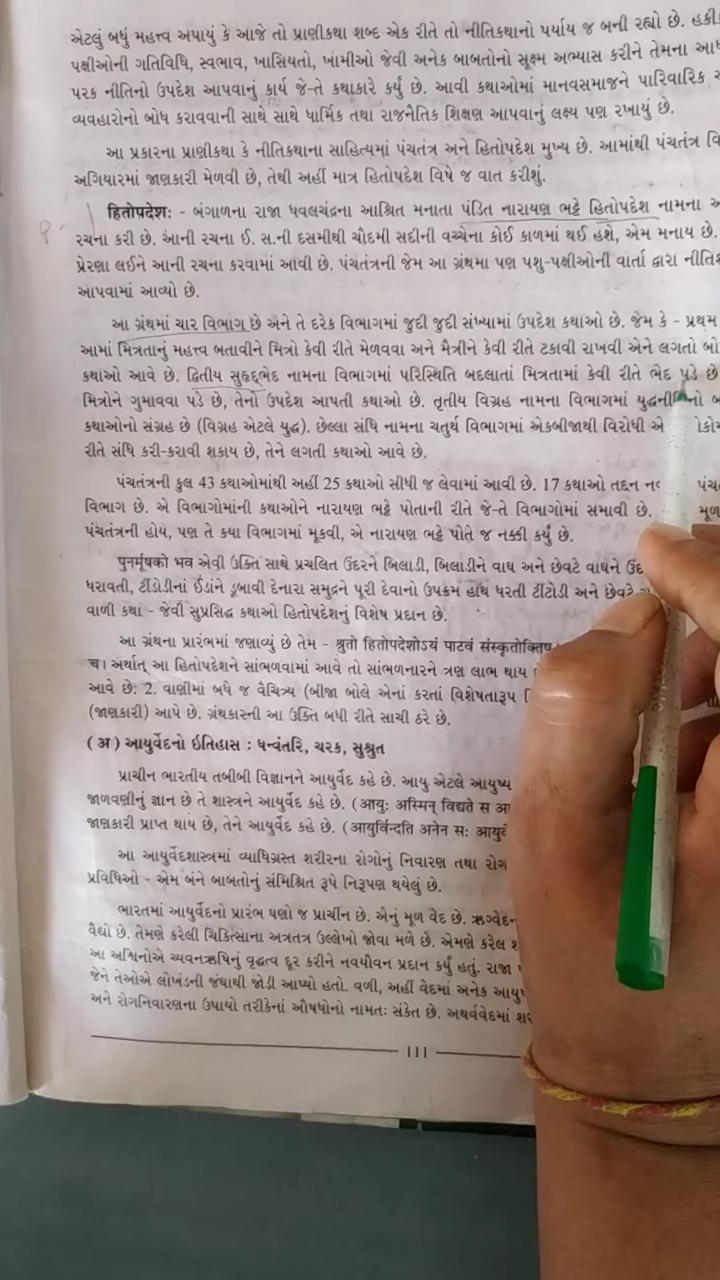 એટલું બધું મહત્ત્વ અપાયું કે આજે તો પ્રાણીકથા શબ્દ એક રીતે તો નીતિકથાનો પર્યાય જ બની રહ્યો છે.
પક્ષીઓની ગતિવિધિ, સ્વભાવ, ખાસિયતો, ખામીઓ જેવી અનેક બાબતોનો સૂક્ષ્મ અભ્યાસ કરીને તેમના
પરક નીતિનો ઉપદેશ આપવાનું કાર્ય જે-તે કથાકારે કર્યું છે. આવી કથાઓમાં માનવસમાજને પારિવારિક
વ્યવહારોનો બોધ કરાવવાની સાથે સાથે ધાર્મિક તથા રાજનૈતિક શિક્ષણ આપવાનું લક્ષ્ય પણ રખાયું છે.
આ પ્રકારના પ્રાણીકથા કે નીતિકથાના સાહિત્યમાં પંચતંત્ર અને હિતોપદેશ મુખ્ય છે. આમાંથી પંચતંત્ર
અગિયારમાં જાણકારી મેળવી છે, તેથી અહીં માત્ર હિતોપદેશ વિષે જ વાત કરીશું.
હિતોપદેશઃ - બંગાળના રાજા ધવલચંદ્રના આશ્રિત મનાતા પંડિત નારાયણ ભટ્ટે હિતોપદેશ નામના
રચના કરી છે. આની રચના ઈ. સ.ની દસમીથી ચૌદમી સદીની વચ્ચેના કોઈ કાળમાં થઈ હશે, એમ મનાય છે.
પ્રેરણા લઈને આની રચના કરવામાં આવી છે. પંચતંત્રની જેમ આ ગ્રંથમા પણ પશુ-પક્ષીઓની વાર્તા દ્વારા
આપવામાં આવ્યો છે.
આ ગ્રંથમાં ચાર વિભાગ છે અને તે દરેક વિભાગમાં જુદી જુદી સંખ્યામાં ઉપદેશ કથાઓ છે. જેમ કે - પ્રથમ
આમાં મિત્રતાનું મહત્ત્વ બતાવીને મિત્રો કેવી રીતે મેળવવા અને મૈત્રીને કેવી રીતે ટકાવી રાખવી એને લગતો
કથાઓ આવે છે. દ્વિતીય સુહૃદ્ભેદ નામના વિભાગમાં પરિસ્થિતિ બદલાતાં મિત્રતામાં કેવી રીતે ભેદ પડે છે
મિત્રોને ગુમાવવા પડે છે, તેનો ઉપદેશ આપતી કથાઓ છે. તૃતીય વિગ્રહ નામના વિભાગમાં
કથાઓનો સંગ્રહ છે (વિગ્રહ એટલે યુદ્ધ). છેલ્લા સંધિ નામના ચતુર્થ વિભાગમાં એકબીજાથી વિરોધી
રીતે સંધિ કરી-કરાવી શકાય છે, તેને લગતી કથાઓ આવે છે.
પંચતંત્રની કુલ 43 કથાઓમાંથી અહીં 25 કથાઓ સીધી જ લેવામાં આવી છે. 17 કથાઓ તદ્દન
વિભાગ છે. એ વિભાગોમાંની કથાઓને નારાયણ ભટ્ટે પોતાની રીતે જે-તે વિભાગોમાં સમાવી છે. મૂળ
પંચતંત્રની હોય, પણ તે કયા વિભાગમાં મૂકવી, એ નારાયણ ભટ્ટે પોતે જ નક્કી કર્યું છે.
पुनर्मूषको भव એવી ઉક્તિ સાથે પ્રચલિત ઉંદરને બિલાડી, બિલાડીને વાઘ અને છેવટે વાઘને
ધરાવતી, ટીંડોડીનાં ઈંડાંને ડૂબાવી દેનારા સમુદ્રને પૂરી દેવાનો ઉપક્રમ હાથ ધરતી ટીંટોડી અને છેવટે
વાળી કથા - જેવી સુપ્રસિદ્ધ કથાઓ હિતોપદેશનું વિશેષ પ્રદાન છે.
આ ગ્રંથના પ્રારંભમાં જણાવ્યું છે તેમ - श्रुतो हितोपदेशोऽयं पाटवं संस्कृतोक्तिषु
च। અર્થાત્ આ હિતોપદેશને સાંભળવામાં આવે તો સાંભળનારને ત્રણ લાભ થાય
આવે છે. 2. વાણીમાં બધે જ વૈચિત્ર્ય (બીજા બોલે એનાં કરતાં વિશેષતારૂપ
(જાણકારી) આપે છે. ગ્રંથકારની આ ઉક્તિ બધી રીતે સાચી ઠરે છે.
(अ) આયુર્વેદનો ઇતિહાસ : ધન્વંતરિ, ચરક, સુશ્રુત
પ્રાચીન ભારતીય તબીબી વિજ્ઞાનને આયુર્વેદ કહે છે. આયુ એટલે આયુષ્ય
જાળવણીનું જ્ઞાન છે તે શાસ્ત્રને આયુર્વેદ કહે છે. (आयुः अस्मिन् विद्यते स
જાણકારી પ્રાપ્ત થાય છે, તેને આયુર્વેદ કહે છે. (आयुर्विन्दति अनेन सः
આ આયુર્વેદશાસ્ત્રમાં વ્યાધિગ્રસ્ત શરીરના રોગોનું નિવારણ તથા રોગ
પ્રવિધિઓ - એમ બંને બાબતોનું સંમિશ્રિત રૂપે નિરૂપણ થયેલું છે.
ભારતમાં આયુર્વેદનો પ્રારંભ ઘણો જ પ્રાચીન છે. એનું મૂળ વેદ છે.
વૈદ્યો છે. તેમણે કરેલી ચિકિત્સાના અત્રતત્ર ઉલ્લેખો જોવા મળે છે. એમણે કરેલ
આ અશ્વિનોએ ચ્યવનઋષિનું વૃદ્ધત્વ દૂર કરીને નવયૌવન પ્રદાન કર્યું હતું. રાજા
જેને તેઓએ લોખંડની જંઘાથી જોડી આપ્યો હતો. વળી, અહીં વેદમાં અનેક
અને રોગનિવારણના ઉપાયો તરીકેનાં ઔષધોનો નામતઃ સંકેત છે. અથર્વવેદમાં
111